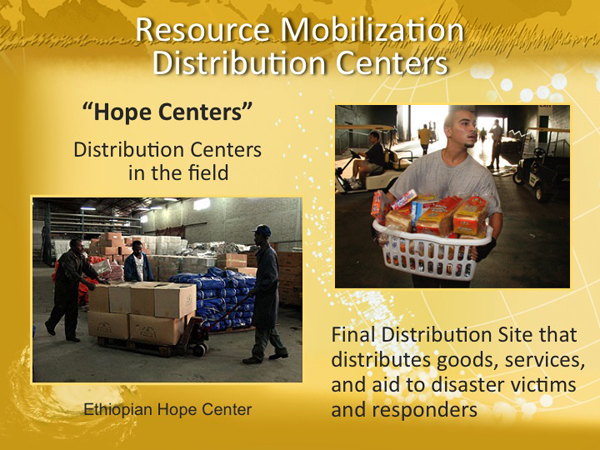 Resource Mobilization
Distribution Centers
“Hope Centers”
Distribution Centers
in the field
Ethiopian Hope Center
Final Distribution Site that
distributes goods, services,
and aid to disaster victims
and responders